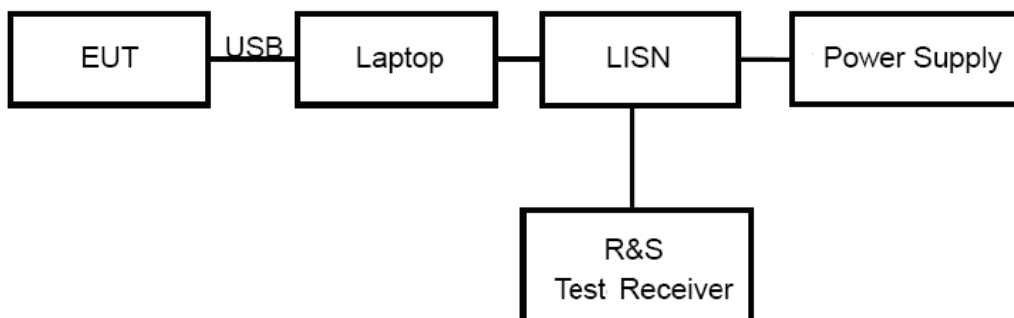 EUT
USB
Laptop
LISN
Power Supply
R&S
Test Receiver